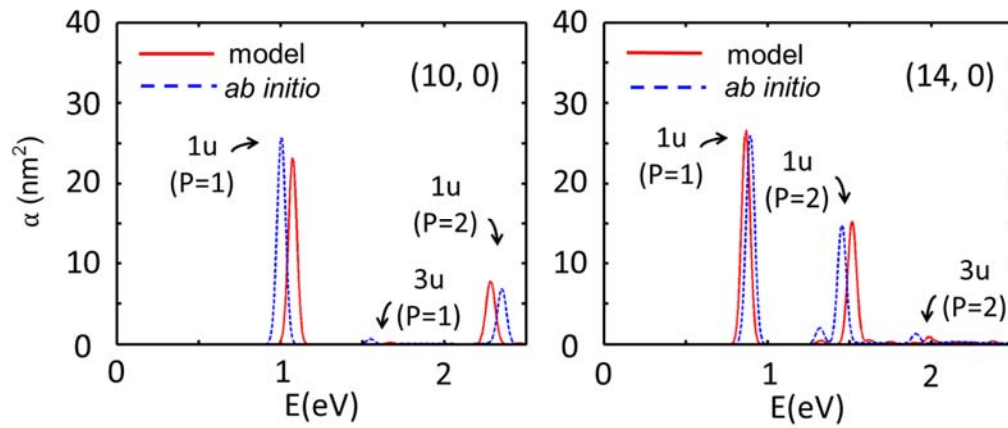 40
30
20
10
0
α (nm²)
model
ab initio
(10, 0)
1u
(P=1)
1u
(P=2)
3u
(P=1)
0
1
2
E(eV)
40
30
20
10
0
model
ab initio
(14, 0)
1u
(P=1)
1u
(P=2)
3u
(P=2)
0
1
2
E(eV)